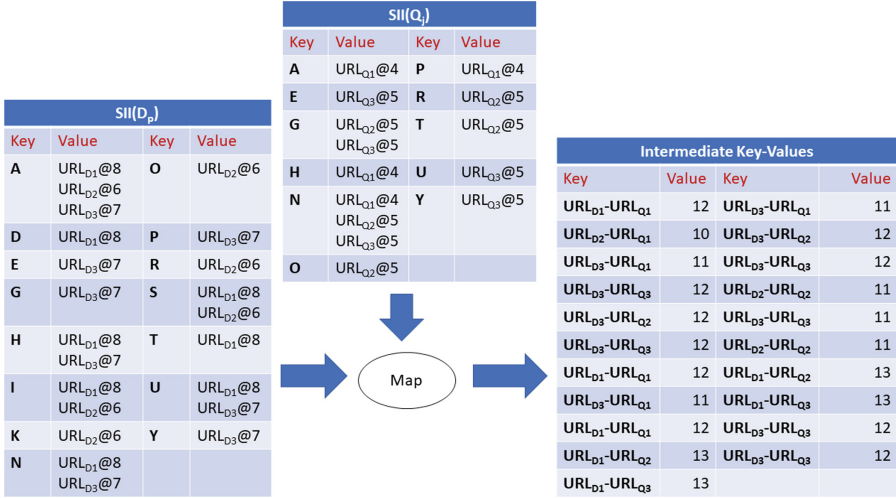 SII(Qj)
Key Value Key Value
A URLQ1@4 P URLQ1@4
E URLQ3@5 R URLQ2@5
G URLQ2@5 T URLQ2@5
URLQ3@5
H URLQ1@4 U URLQ3@5
N URLQ1@4 Y URLQ3@5
URLQ2@5
URLQ3@5
O URLQ2@5
SII(Dp)
Key Value Key Value
A URLD1@8 O URLD2@6
URLD2@6
URLD3@7
D URLD1@8 P URLD3@7
E URLD3@7 R URLD2@6
G URLD3@7 S URLD1@8
URLD2@6
H URLD1@8 T URLD1@8
URLD3@7
I URLD1@8 U URLD1@8
URLD2@6 URLD3@7
K URLD2@6 Y URLD3@7
N URLD1@8
URLD3@7
Map
Intermediate Key-Values
Key Value Key Value
URLD1-URLQ1 12 URLD3-URLQ1 11
URLD2-URLQ1 10 URLD3-URLQ2 12
URLD3-URLQ1 11 URLD3-URLQ3 12
URLD3-URLQ3 12 URLD2-URLQ2 11
URLD3-URLQ2 12 URLD3-URLQ3 11
URLD3-URLQ3 12 URLD2-URLQ2 11
URLD1-URLQ1 12 URLD1-URLQ2 13
URLD3-URLQ1 11 URLD1-URLQ3 13
URLD1-URLQ1 12 URLD3-URLQ3 12
URLD1-URLQ2 13 URLD3-URLQ3 12
URLD1-URLQ3 13